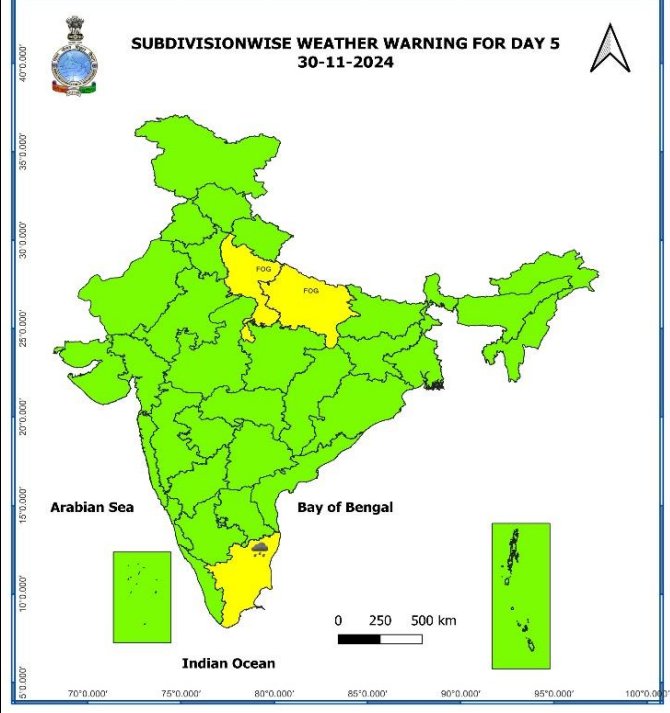 SUBDIVISIONWISE WEATHER WARNING FOR DAY 5
30-11-2024
40°0.000'
35°0.000'
30°0.000'
25°0.000'
20°0.000'
15°0.000'
10°0.000'
5°0.000'
FOG
FOG
Arabian Sea
Bay of Bengal
0 250 500 km
Indian Ocean
70°0.000' 75°0.000' 80°0.000' 85°0.000' 90°0.000' 95°0.000' 100°0.000'